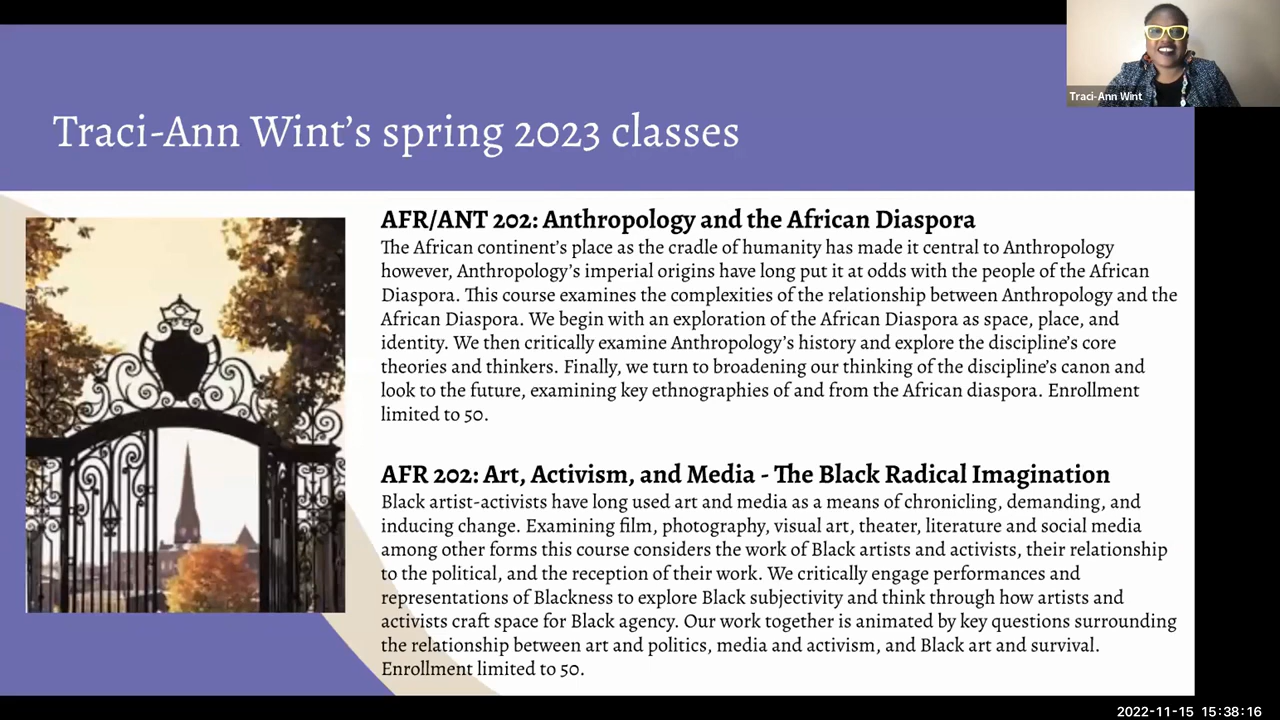 Traci-Ann Wint
Traci-Ann Wint’s spring 2023 classes
AFR/ANT 202: Anthropology and the African Diaspora
The African continent’s place as the cradle of humanity has made it central to Anthropology
however, Anthropology’s imperial origins have long put it at odds with the people of the African
Diaspora. This course examines the complexities of the relationship between Anthropology and the
African Diaspora. We begin with an exploration of the African Diaspora as space, place, and
identity. We then critically examine Anthropology’s history and explore the discipline’s core
theories and thinkers. Finally, we turn to broadening our thinking of the discipline’s canon and
look to the future, examining key ethnographies of and from the African diaspora. Enrollment
limited to 50.
AFR 202: Art, Activism, and Media - The Black Radical Imagination
Black artist-activists have long used art and media as a means of chronicling, demanding, and
inducing change. Examining film, photography, visual art, theater, literature and social media
among other forms this course considers the work of Black artists and activists, their relationship
to the political, and the reception of their work. We critically engage performances and
representations of Blackness to explore Black subjectivity and think through how artists and
activists craft space for Black agency. Our work together is animated by key questions surrounding
the relationship between art and politics, media and activism, and Black art and survival.
Enrollment limited to 50.
2022-11-15 15:38:16